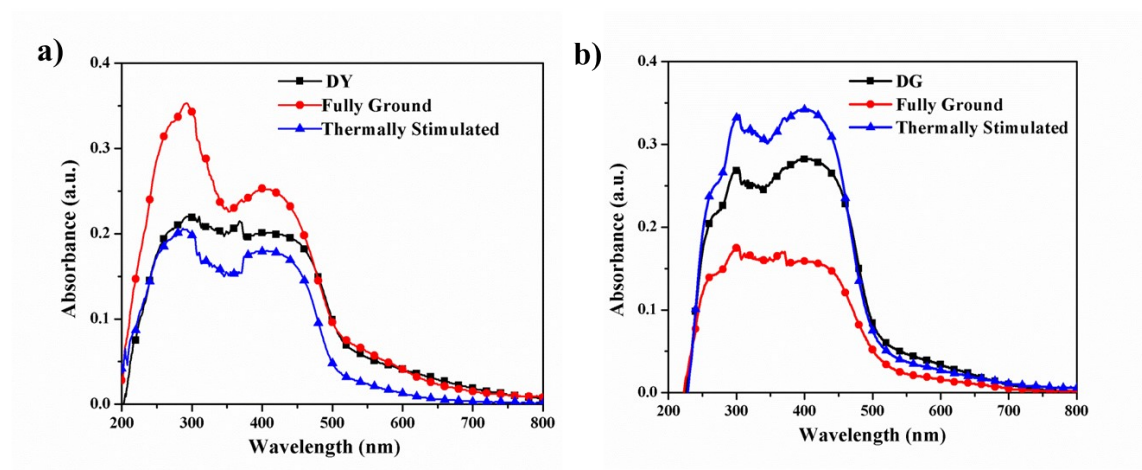 a)
0.4
0.3
0.2
0.1
0.0
Absorbance (a.u.)
DY
Fully Ground
Thermally Stimulated
200 300 400 500 600 700 800
Wavelength (nm)
b)
0.4
0.3
0.2
0.1
0.0
Absorbance (a.u.)
DG
Fully Ground
Thermally Stimulated
200 300 400 500 600 700 800
Wavelength (nm)